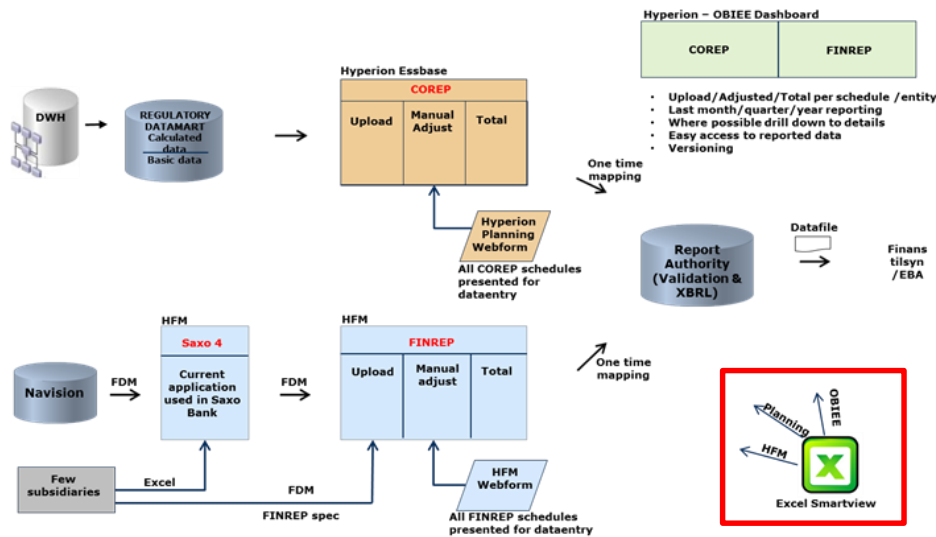 Hyperion – OBIEE Dashboard
COREP
FINREP
Upload/Adjusted/Total per schedule /entity
Last month/quarter/year reporting
Where possible drill down to details
Easy access to reported data
Versioning
DWH
REGULATORY
DATAMART
Calculated
data
Basic data
Hyperion Essbase
COREP
Upload
Manual
Adjust
Total
Hyperion
Planning
Webform
All COREP schedules
presented for
dataentry
One time
mapping
Report
Authority
(Validation &
XBRL)
Datafile
Finans
tilsyn
/EBA
Navision
FDM
HFM
Saxo 4
Current
application
used in Saxo
Bank
FDM
HFM
FINREP
Upload
Manual
adjust
Total
One time
mapping
Few
subsidiaries
Excel
FDM
FINREP spec
HFM
Webform
All FINREP schedules
presented for dataentry
OBIEE
Planning
HFM
X
Excel Smartview